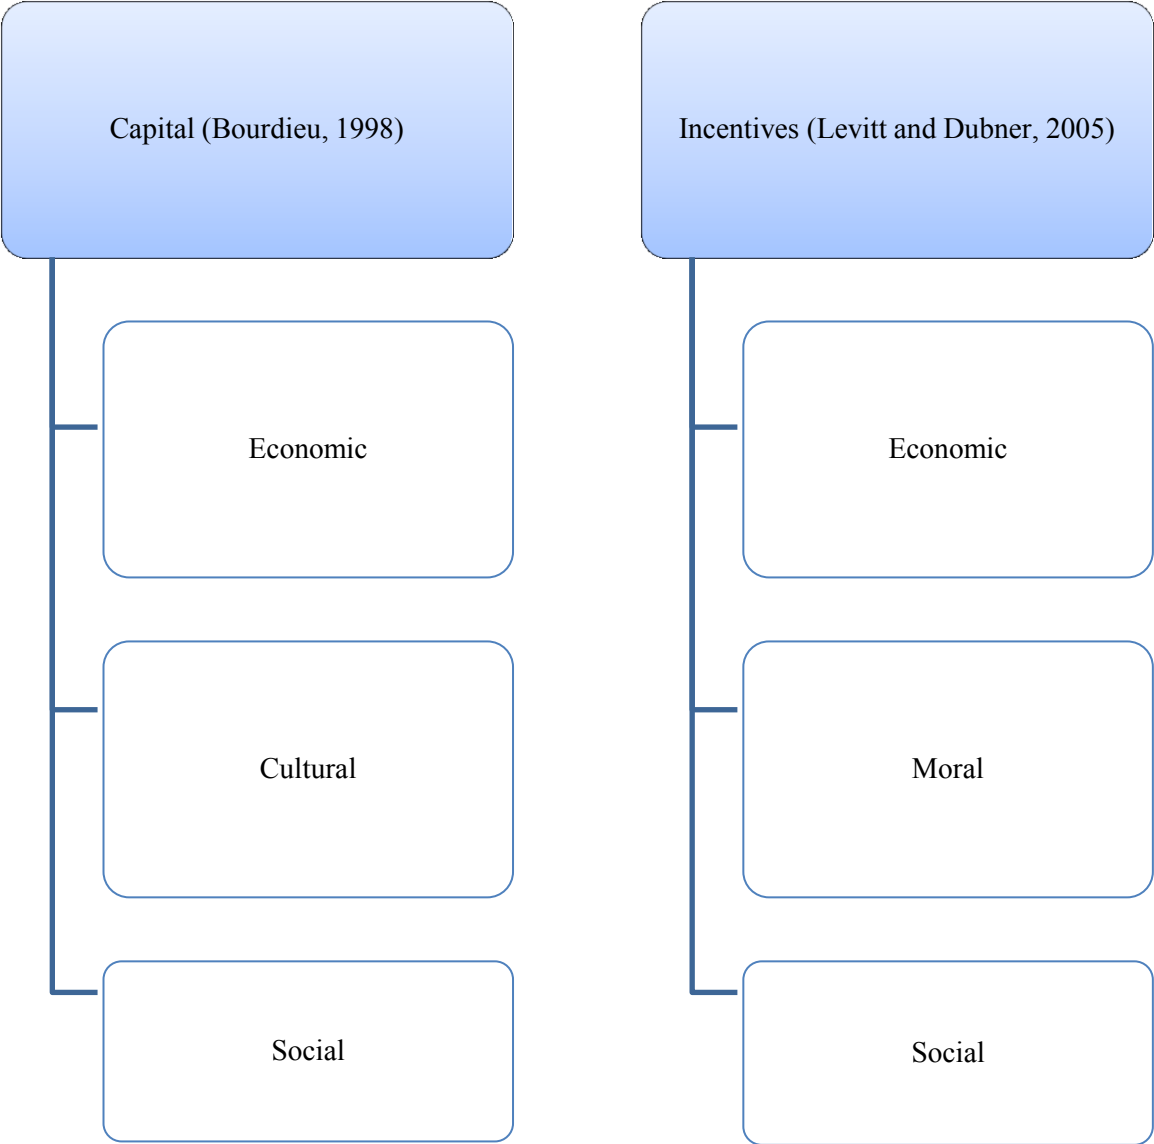 Capital (Bourdieu, 1998)
Economic
Cultural
Social
Incentives (Levitt and Dubner, 2005)
Economic
Moral
Social